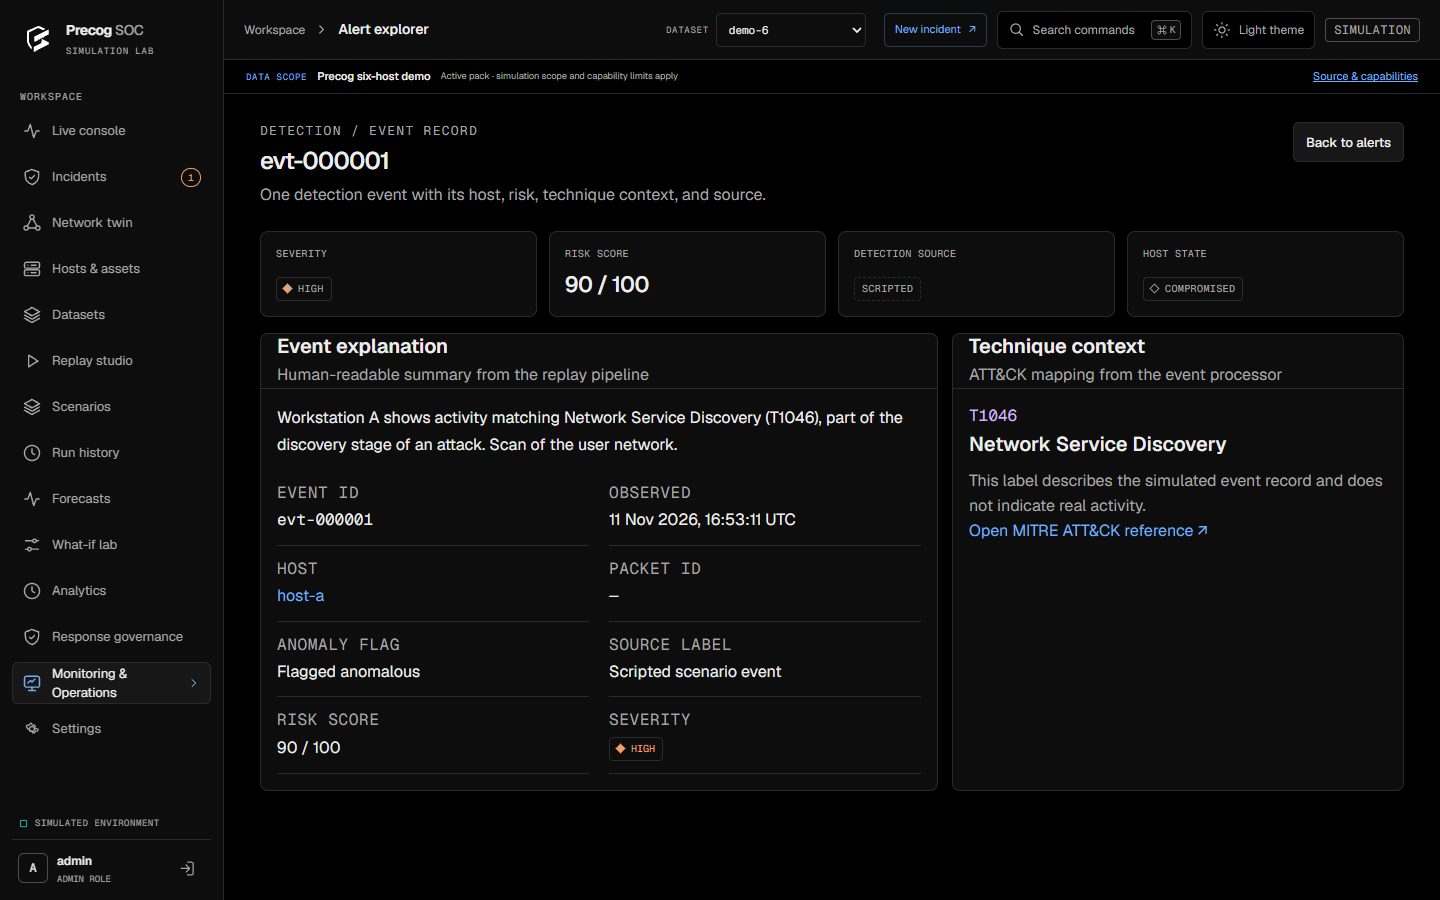 Precog SOC
SIMULATION LAB
WORKSPACE
Live console
Incidents
1
Network twin
Hosts & assets
Datasets
Replay studio
Scenarios
Run history
Forecasts
What-if lab
Analytics
Response governance
Monitoring &
Operations
Settings
SIMULATED ENVIRONMENT
A
admin
ADMIN ROLE
Workspace
Alert explorer
DATASET
demo-6
New incident ↗
Search commands
⌘ K
Light theme
SIMULATION
DATA SCOPE
Precog six-host demo
Active pack · simulation scope and capability limits apply
Source & capabilities
DETECTION / EVENT RECORD
evt-000001
One detection event with its host, risk, technique context, and source.
Back to alerts
SEVERITY
HIGH
RISK SCORE
90 / 100
DETECTION SOURCE
SCRIPTED
HOST STATE
COMPROMISED
Event explanation
Human-readable summary from the replay pipeline
Workstation A shows activity matching Network Service Discovery (T1046), part of the
discovery stage of an attack. Scan of the user network.
EVENT ID
evt-000001
OBSERVED
11 Nov 2026, 16:53:11 UTC
HOST
host-a
PACKET ID
—
ANOMALY FLAG
Flagged anomalous
SOURCE LABEL
Scripted scenario event
RISK SCORE
90 / 100
SEVERITY
HIGH
Technique context
ATT&CK mapping from the event processor
T1046
Network Service Discovery
This label describes the simulated event record and does
not indicate real activity.
Open MITRE ATT&CK reference ↗